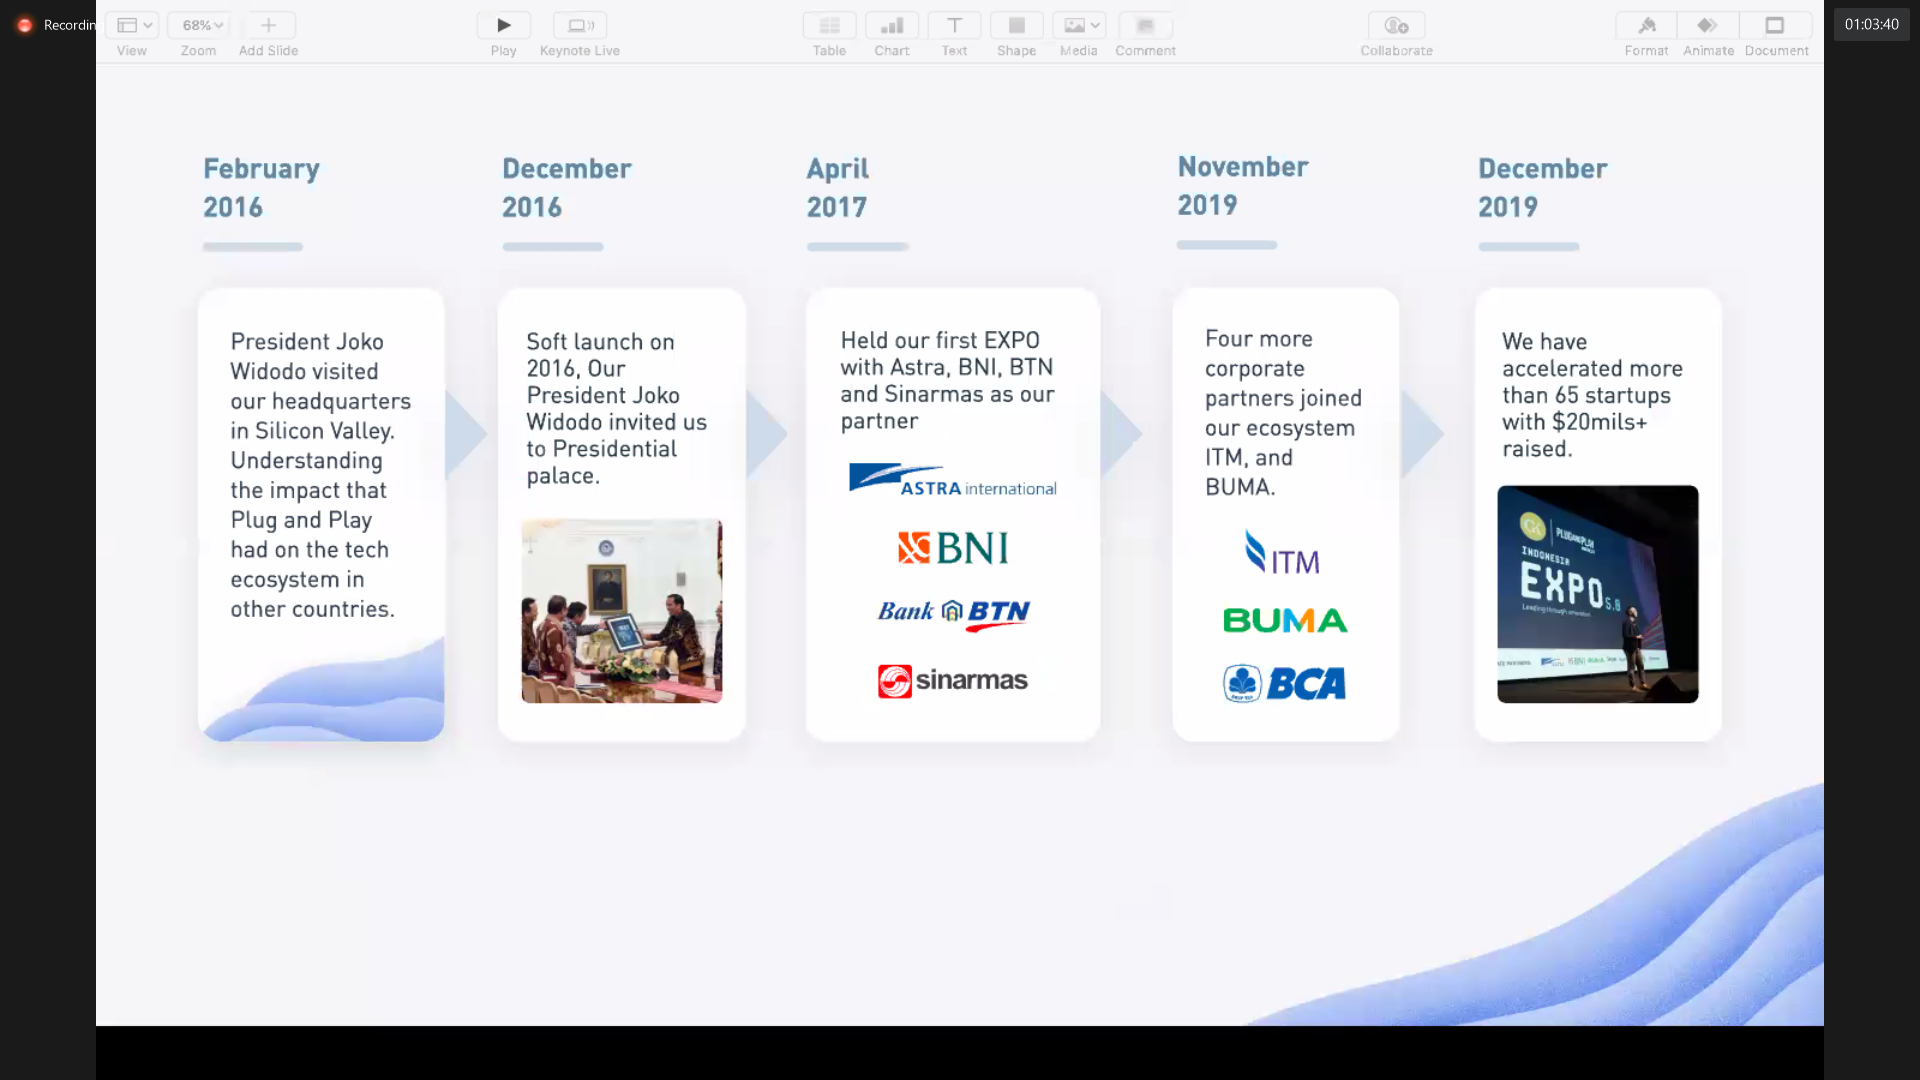 Recording
01:03:40
68%
View
Zoom
Add Slide
Play
Keynote Live
Table
Chart
Text
Shape
Media
Comment
Collaborate
Format
Animate
Document
February
2016
President Joko
Widodo visited
our headquarters
in Silicon Valley.
Understanding
the impact that
Plug and Play
had on the tech
ecosystem in
other countries.
December
2016
Soft launch on
2016, Our
President Joko
Widodo invited us
to Presidential
palace.
April
2017
Held our first EXPO
with Astra, BNI, BTN
and Sinarmas as our
partner
ASTRA international
BNI
Bank BTN
sinarmas
November
2019
Four more
corporate
partners joined
our ecosystem
ITM, and
BUMA.
ITM
BUMA
BCA
December
2019
We have
accelerated more
than 65 startups
with $20mils+
raised.
GK
PLUGANDPLAY
INDONESIA
EXPO 5.0